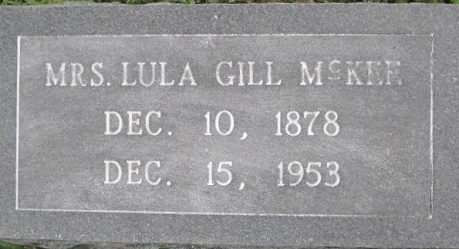 MRS. LULA GILL McKEE
DEC. 10, 1878
DEC. 15, 1953